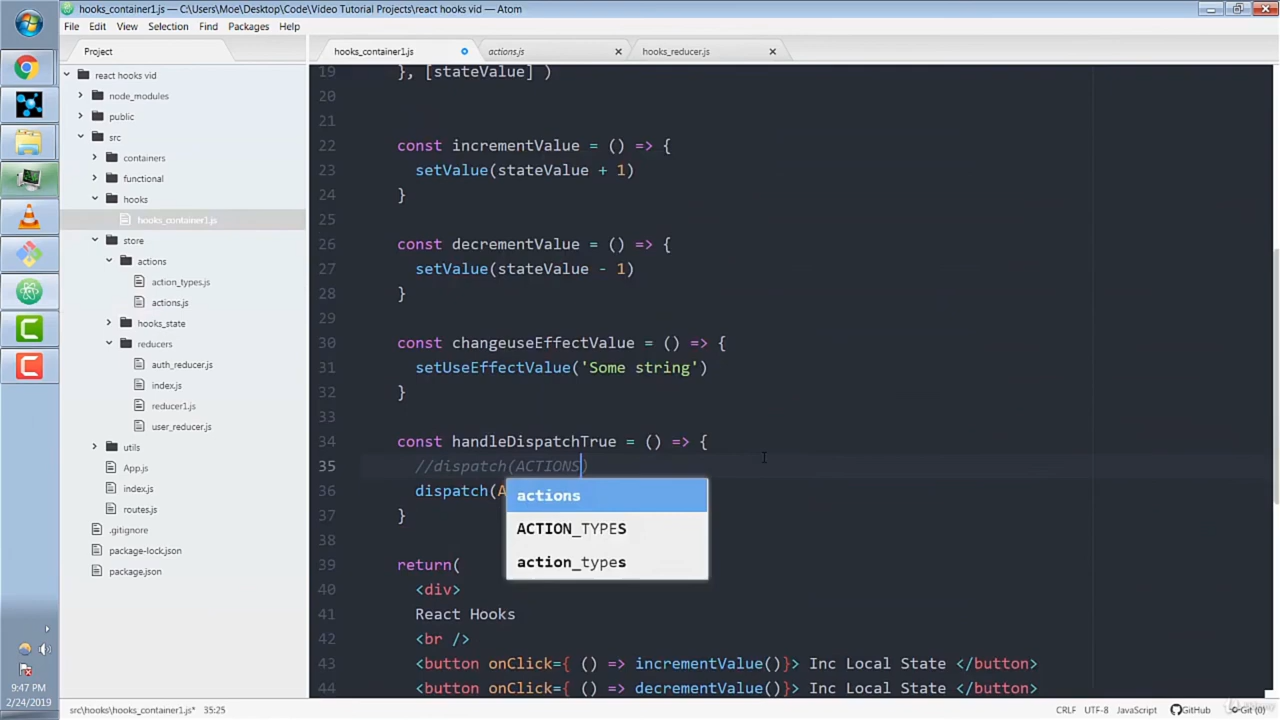 hooks_container1.js — C:\Users\Moe\Desktop\Code\Video Tutorial Projects\react hooks vid — Atom
File Edit View Selection Find Packages Help
Project
hooks_container1.js
actions.js
hooks_reducer.js
react hooks vid
node_modules
public
src
containers
functional
hooks
hooks_container1.js
store
actions
action_types.js
actions.js
hooks_state
reducers
auth_reducer.js
index.js
reducer1.js
user_reducer.js
utils
App.js
index.js
routes.js
.gitignore
package-lock.json
package.json
19 }, [stateValue] )
20
21
22 const incrementValue = () => {
23 setValue(stateValue + 1)
24 }
25
26 const decrementValue = () => {
27 setValue(stateValue - 1)
28 }
29
30 const changeuseEffectValue = () => {
31 setUseEffectValue('Some string')
32 }
33
34 const handleDispatchTrue = () => {
35 //dispatch(ACTIONS)
36 dispatch(A
37 }
actions
ACTION_TYPES
action_types
39 return(
40 <div>
41 React Hooks
42 <br />
43 <button onClick={ () => incrementValue()}> Inc Local State </button>
44 <button onClick={ () => decrementValue()}> Inc Local State </button>
9:47 PM
2/24/2019
src\hooks\hooks_container1.js* 35:25
CRLF UTF-8 JavaScript GitHub Git (0)